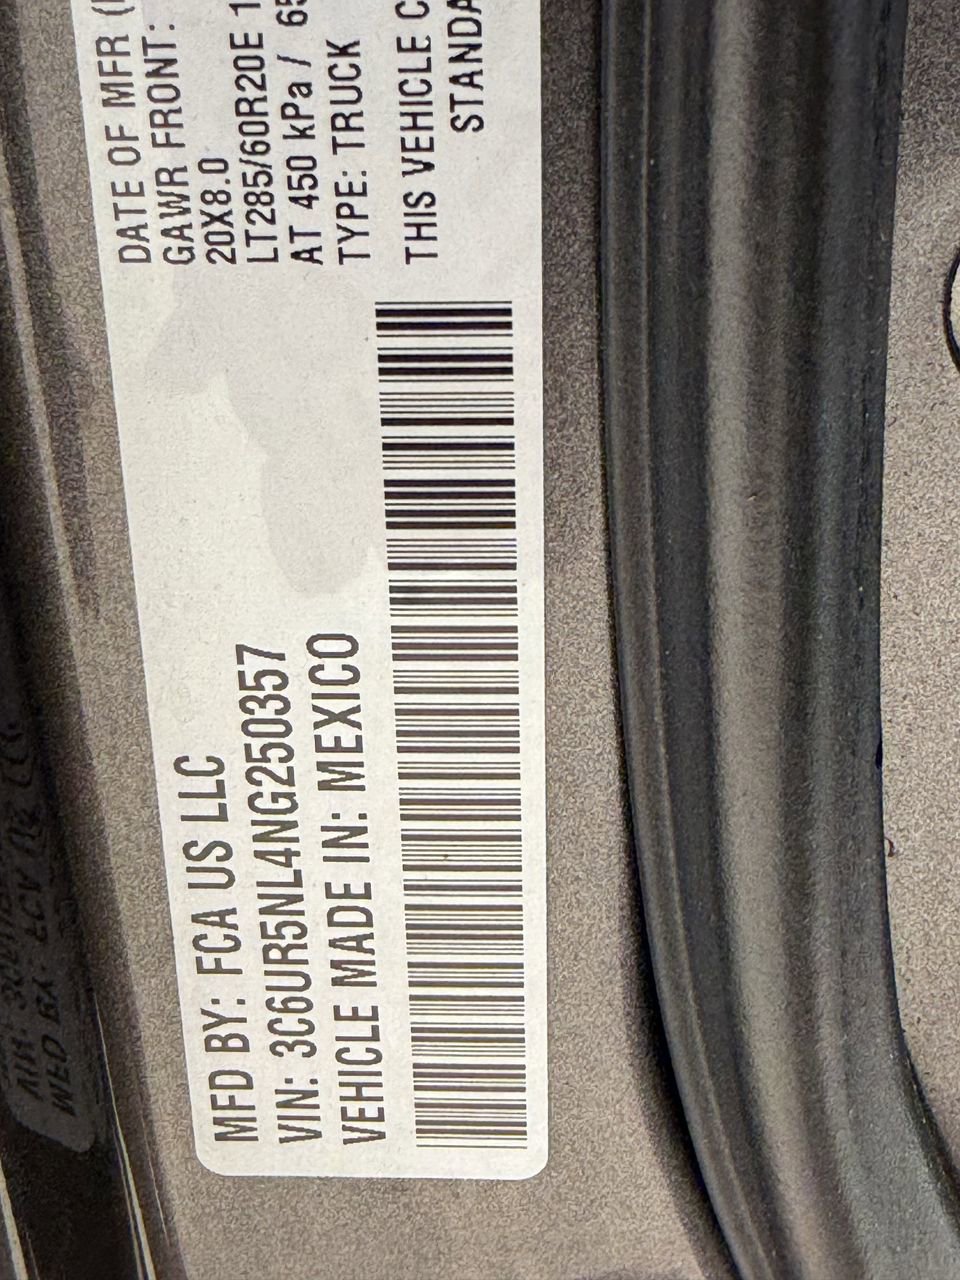 MFD BY: FCA US LLC
VIN: 3C6UR5NL4NG250357
VEHICLE MADE IN: MEXICO
DATE OF MFR
GAWR FRONT:
20X8.0
LT285/60R20E
AT 450 kPa /
TYPE: TRUCK
THIS VEHICLE